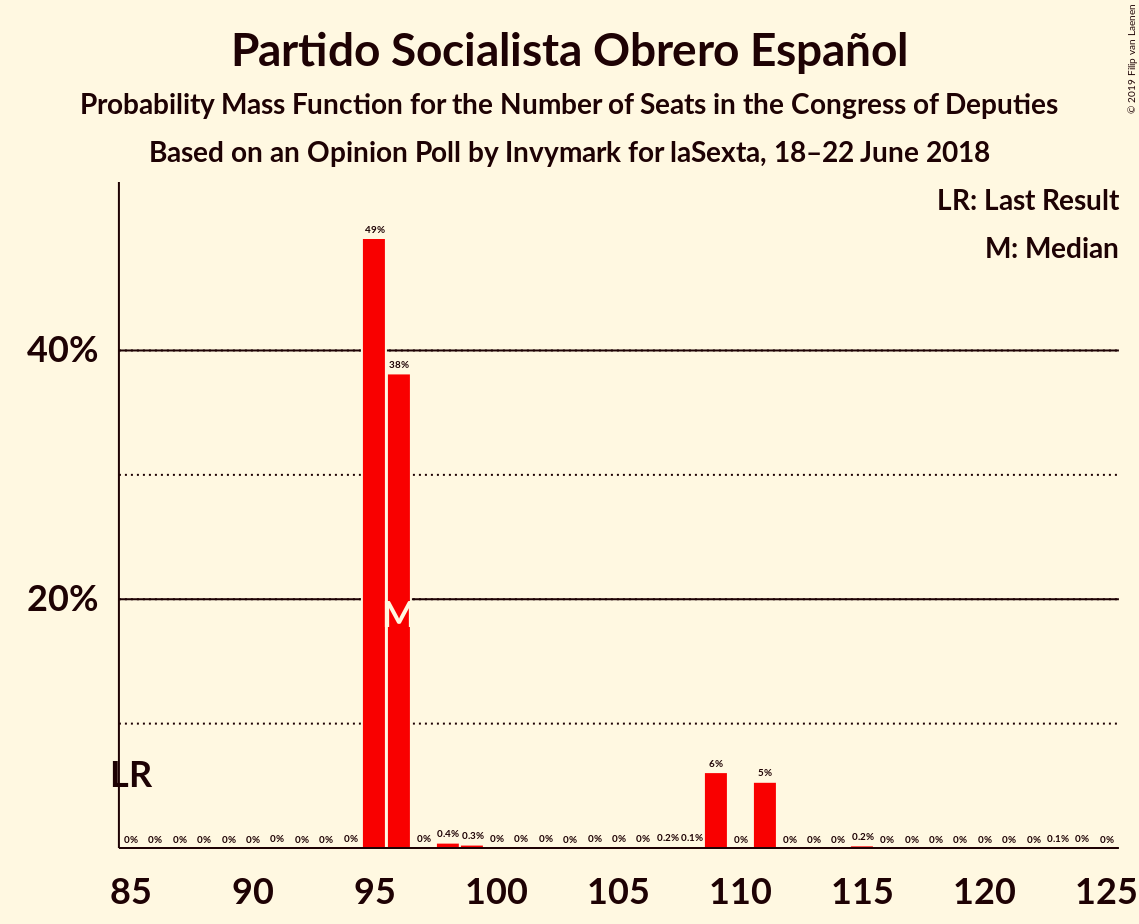 Partido Socialista Obrero Español
Probability Mass Function for the Number of Seats in the Congress of Deputies
Based on an Opinion Poll by Invymark for laSexta, 18–22 June 2018
© 2019 Filip van Laenen
LR: Last Result
M: Median
40%
20%
LR
M
0% 0% 0% 0% 0% 0% 0% 0% 0% 0% 49% 38% 0% 0.4% 0.3% 0% 0% 0% 0% 0% 0% 0% 0.2% 0.1% 6% 0% 5% 0% 0% 0% 0.2% 0% 0% 0% 0% 0% 0% 0% 0.1% 0% 0%
85 90 95 100 105 110 115 120 125